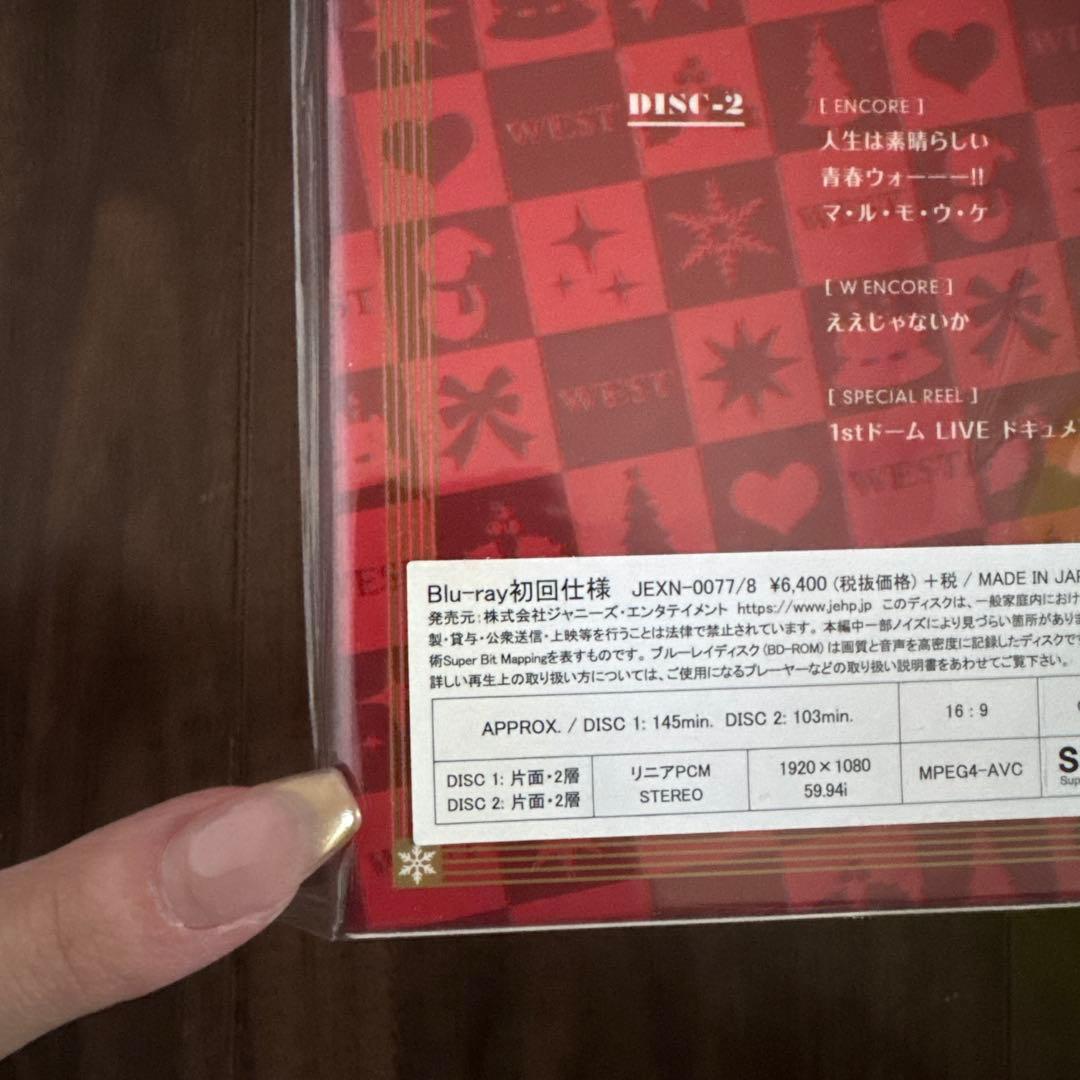 WEST
DISC-2
[ ENCORE ]
人生は素晴らしい
青春ウォーーー!!
マ・ル・モ・ウ・ケ
[ W ENCORE ]
ええじゃないか
WEST
[ SPECIAL REEL ]
1stドーム LIVE ドキュメ
WEST
Blu-ray初回仕様 JEXN-0077/8 ¥6,400 (税抜価格) +税 / MADE IN JAP
発売元:株式会社ジャニーズ・エンタテイメント https://www.jehp.jp このディスクは、一般家庭内におけ
製・貸与・公衆送信・上映等を行うことは法律で禁止されています。本編中一部ノイズにより見づらい箇所がありま
術Super Bit Mappingを表すものです。ブルーレイディスク(BD-ROM)は画質と音声を高密度に記録したディスクです
詳しい再生上の取り扱い方については、ご使用になるプレーヤーなどの取り扱い説明書をあわせてご覧下さい。
APPROX. / DISC 1: 145min. DISC 2: 103min.
16 : 9
DISC 1: 片面・2層
DISC 2: 片面・2層
リニアPCM
STEREO
1920×1080
59.94i
MPEG4-AVC
S
Sup